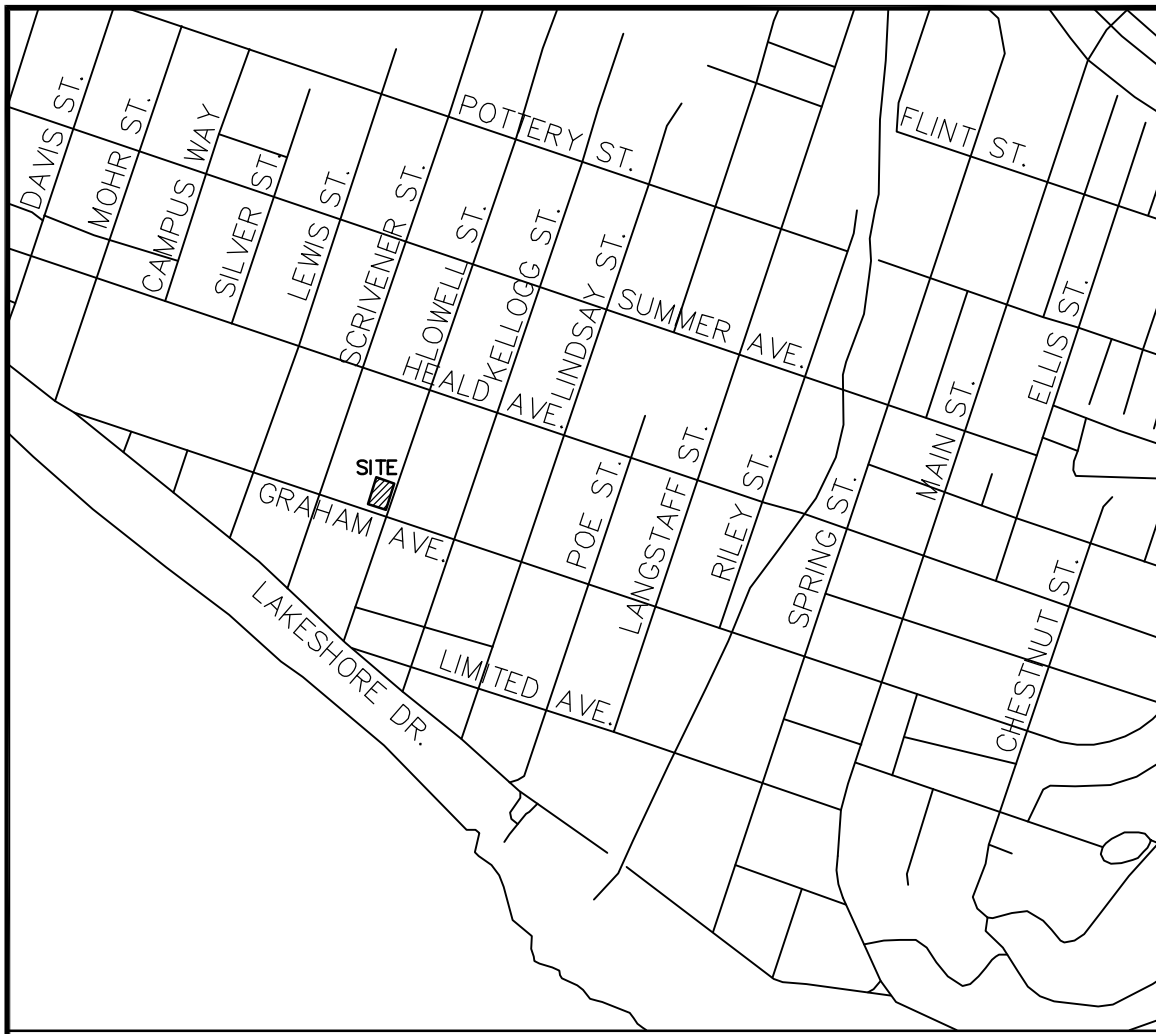 DAVIS ST.
MOHR ST.
CAMPUS WAY
SILVER ST.
LEWIS ST.
SCRIVENER ST.
LOWELL ST.
KELLOGG ST.
LINDSAY ST.
POTTERY ST.
FLINT ST.
SUMMER AVE.
HEALD AVE.
ELLIS ST.
MAIN ST.
SITE
GRAHAM AVE.
POE ST.
LANGSTAFF ST.
RILEY ST.
SPRING ST.
CHESTNUT ST.
LAKESHORE DR.
LIMITED AVE.